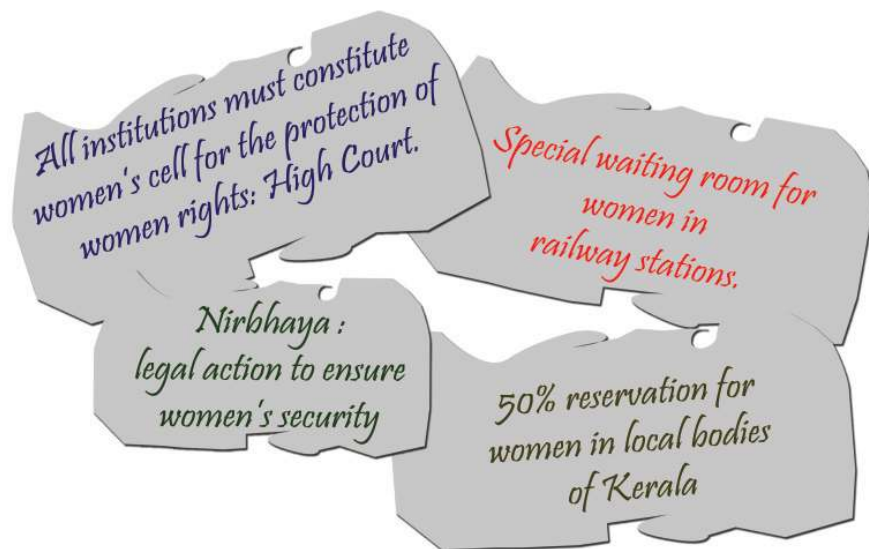 All institutions must constitute
women's cell for the protection of
women rights: High Court.
Special waiting room for
women in
railway stations.
Nirbhaya :
legal action to ensure
women's security
50% reservation for
women in local bodies
of Kerala